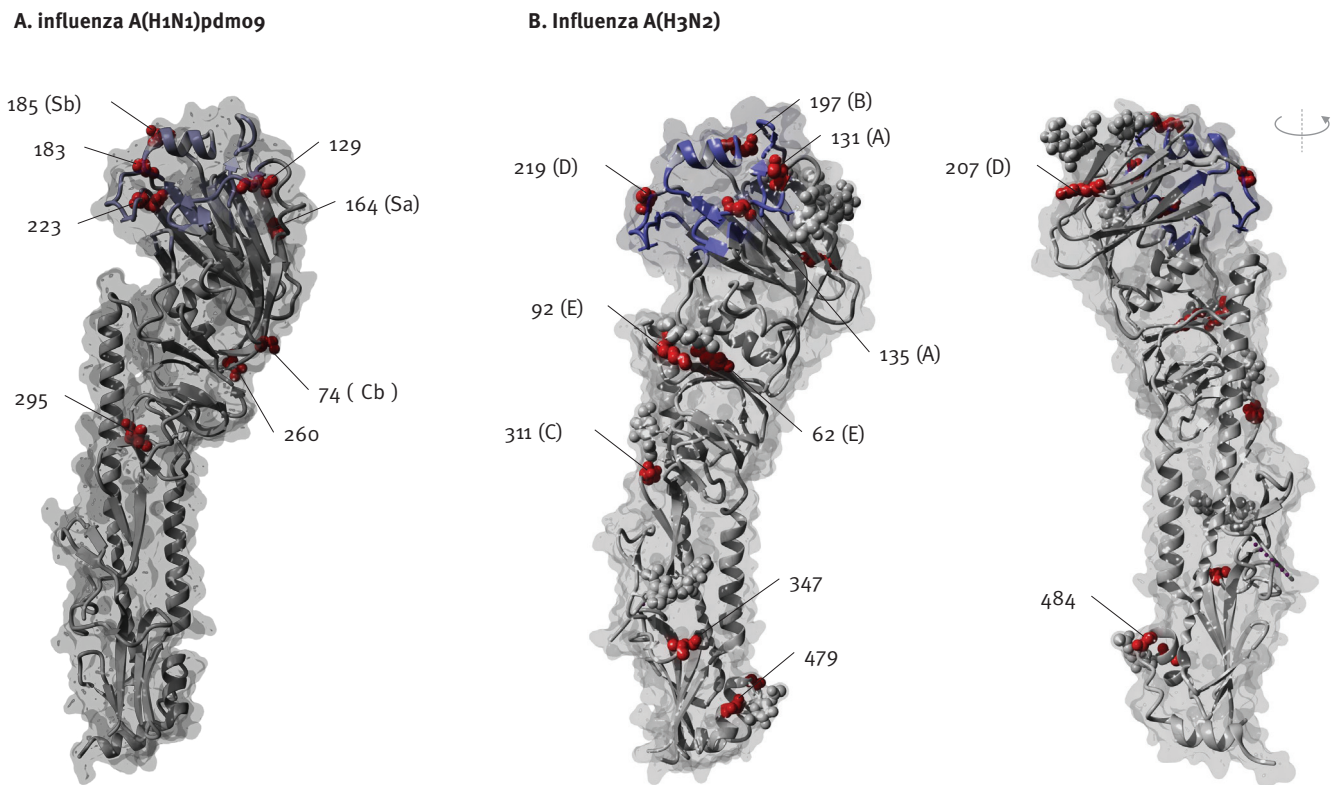 A. influenza A(H1N1)pdm09
B. Influenza A(H3N2)
185 (Sb)
183
223
129
164 (Sa)
74 ( Cb )
260
295
197 (B)
131 (A)
219 (D)
92 (E)
135 (A)
62 (E)
311 (C)
347
479
207 (D)
484